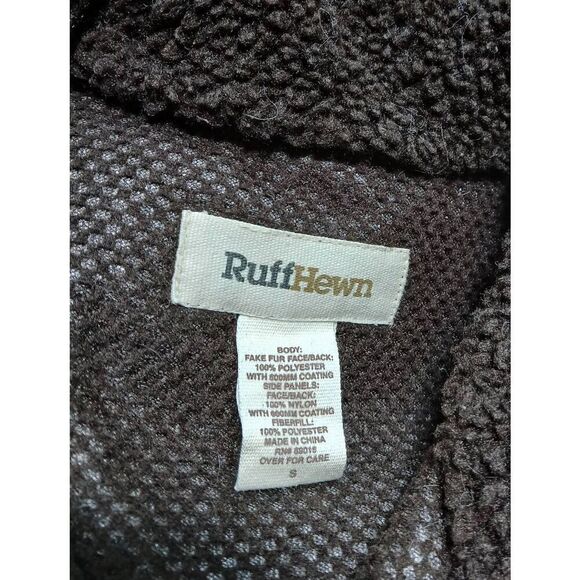 RuffHewn
BODY:
FAKE FUR FACE/BACK:
100% POLYESTER
WITH 600MM COATING
SIDE PANELS:
FACE/BACK:
100% NYLON
WITH 600MM COATING
FIBERFILL:
100% POLYESTER
MADE IN CHINA
RN# 89016
OVER FOR CARE
S